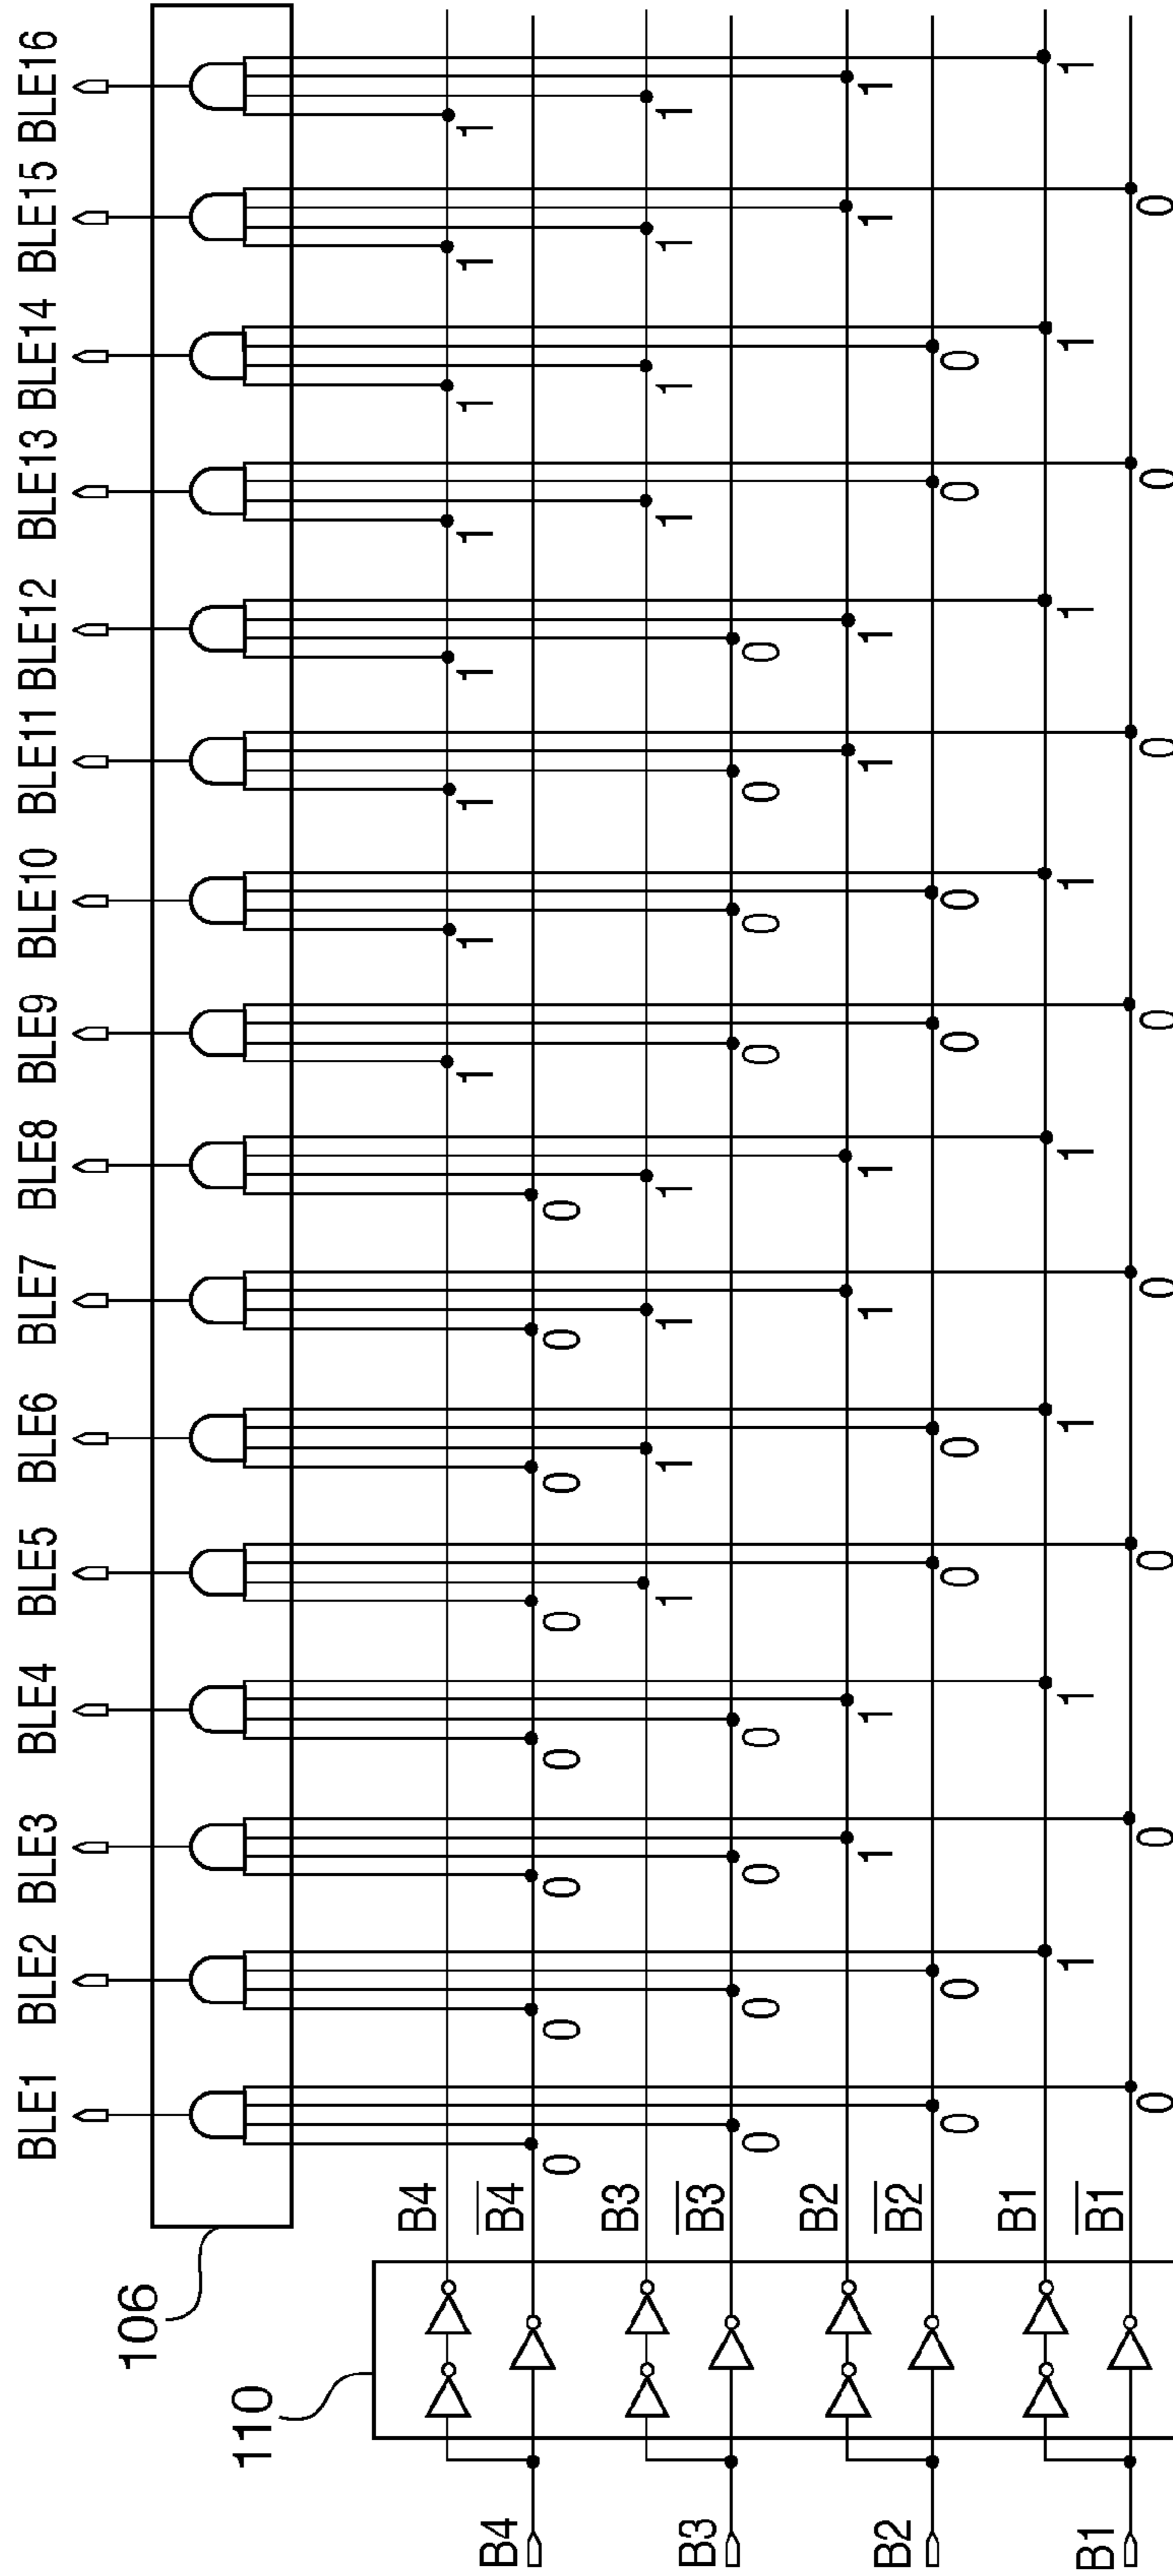 BLE1 BLE2 BLE3 BLE4 BLE5 BLE6 BLE7 BLE8 BLE9 BLE10 BLE11 BLE12 BLE13 BLE14 BLE15 BLE16
106
110
B4
1 1 1 1 1 1 1 1
B4 B̅4̅
0 0 0 0 0 0 0 0
B3
1 1 1 1 1 1 1 1
B3 B̅3̅
0 0 0 0 0 0 0 0
B2
1 1 1 1 1 1 1 1
B2 B̅2̅
0 0 0 0 0 0 0 0
B1
1 1 1 1 1 1 1 1
B1 B̅1̅
0 0 0 0 0 0 0 0